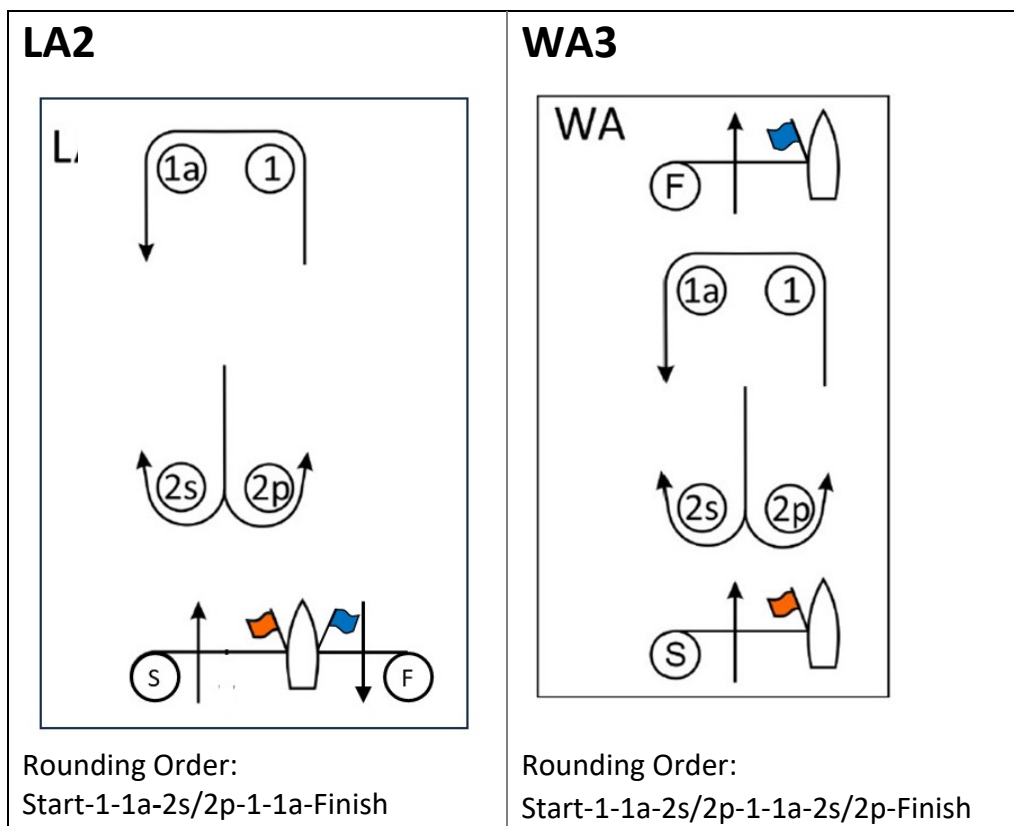 LA2
1a
1
2s
2p
S
F
Rounding Order:
Start-1-1a-2s/2p-1-1a-Finish
WA3
WA
F
1a
1
2s
2p
S
Rounding Order:
Start-1-1a-2s/2p-1-1a-2s/2p-Finish